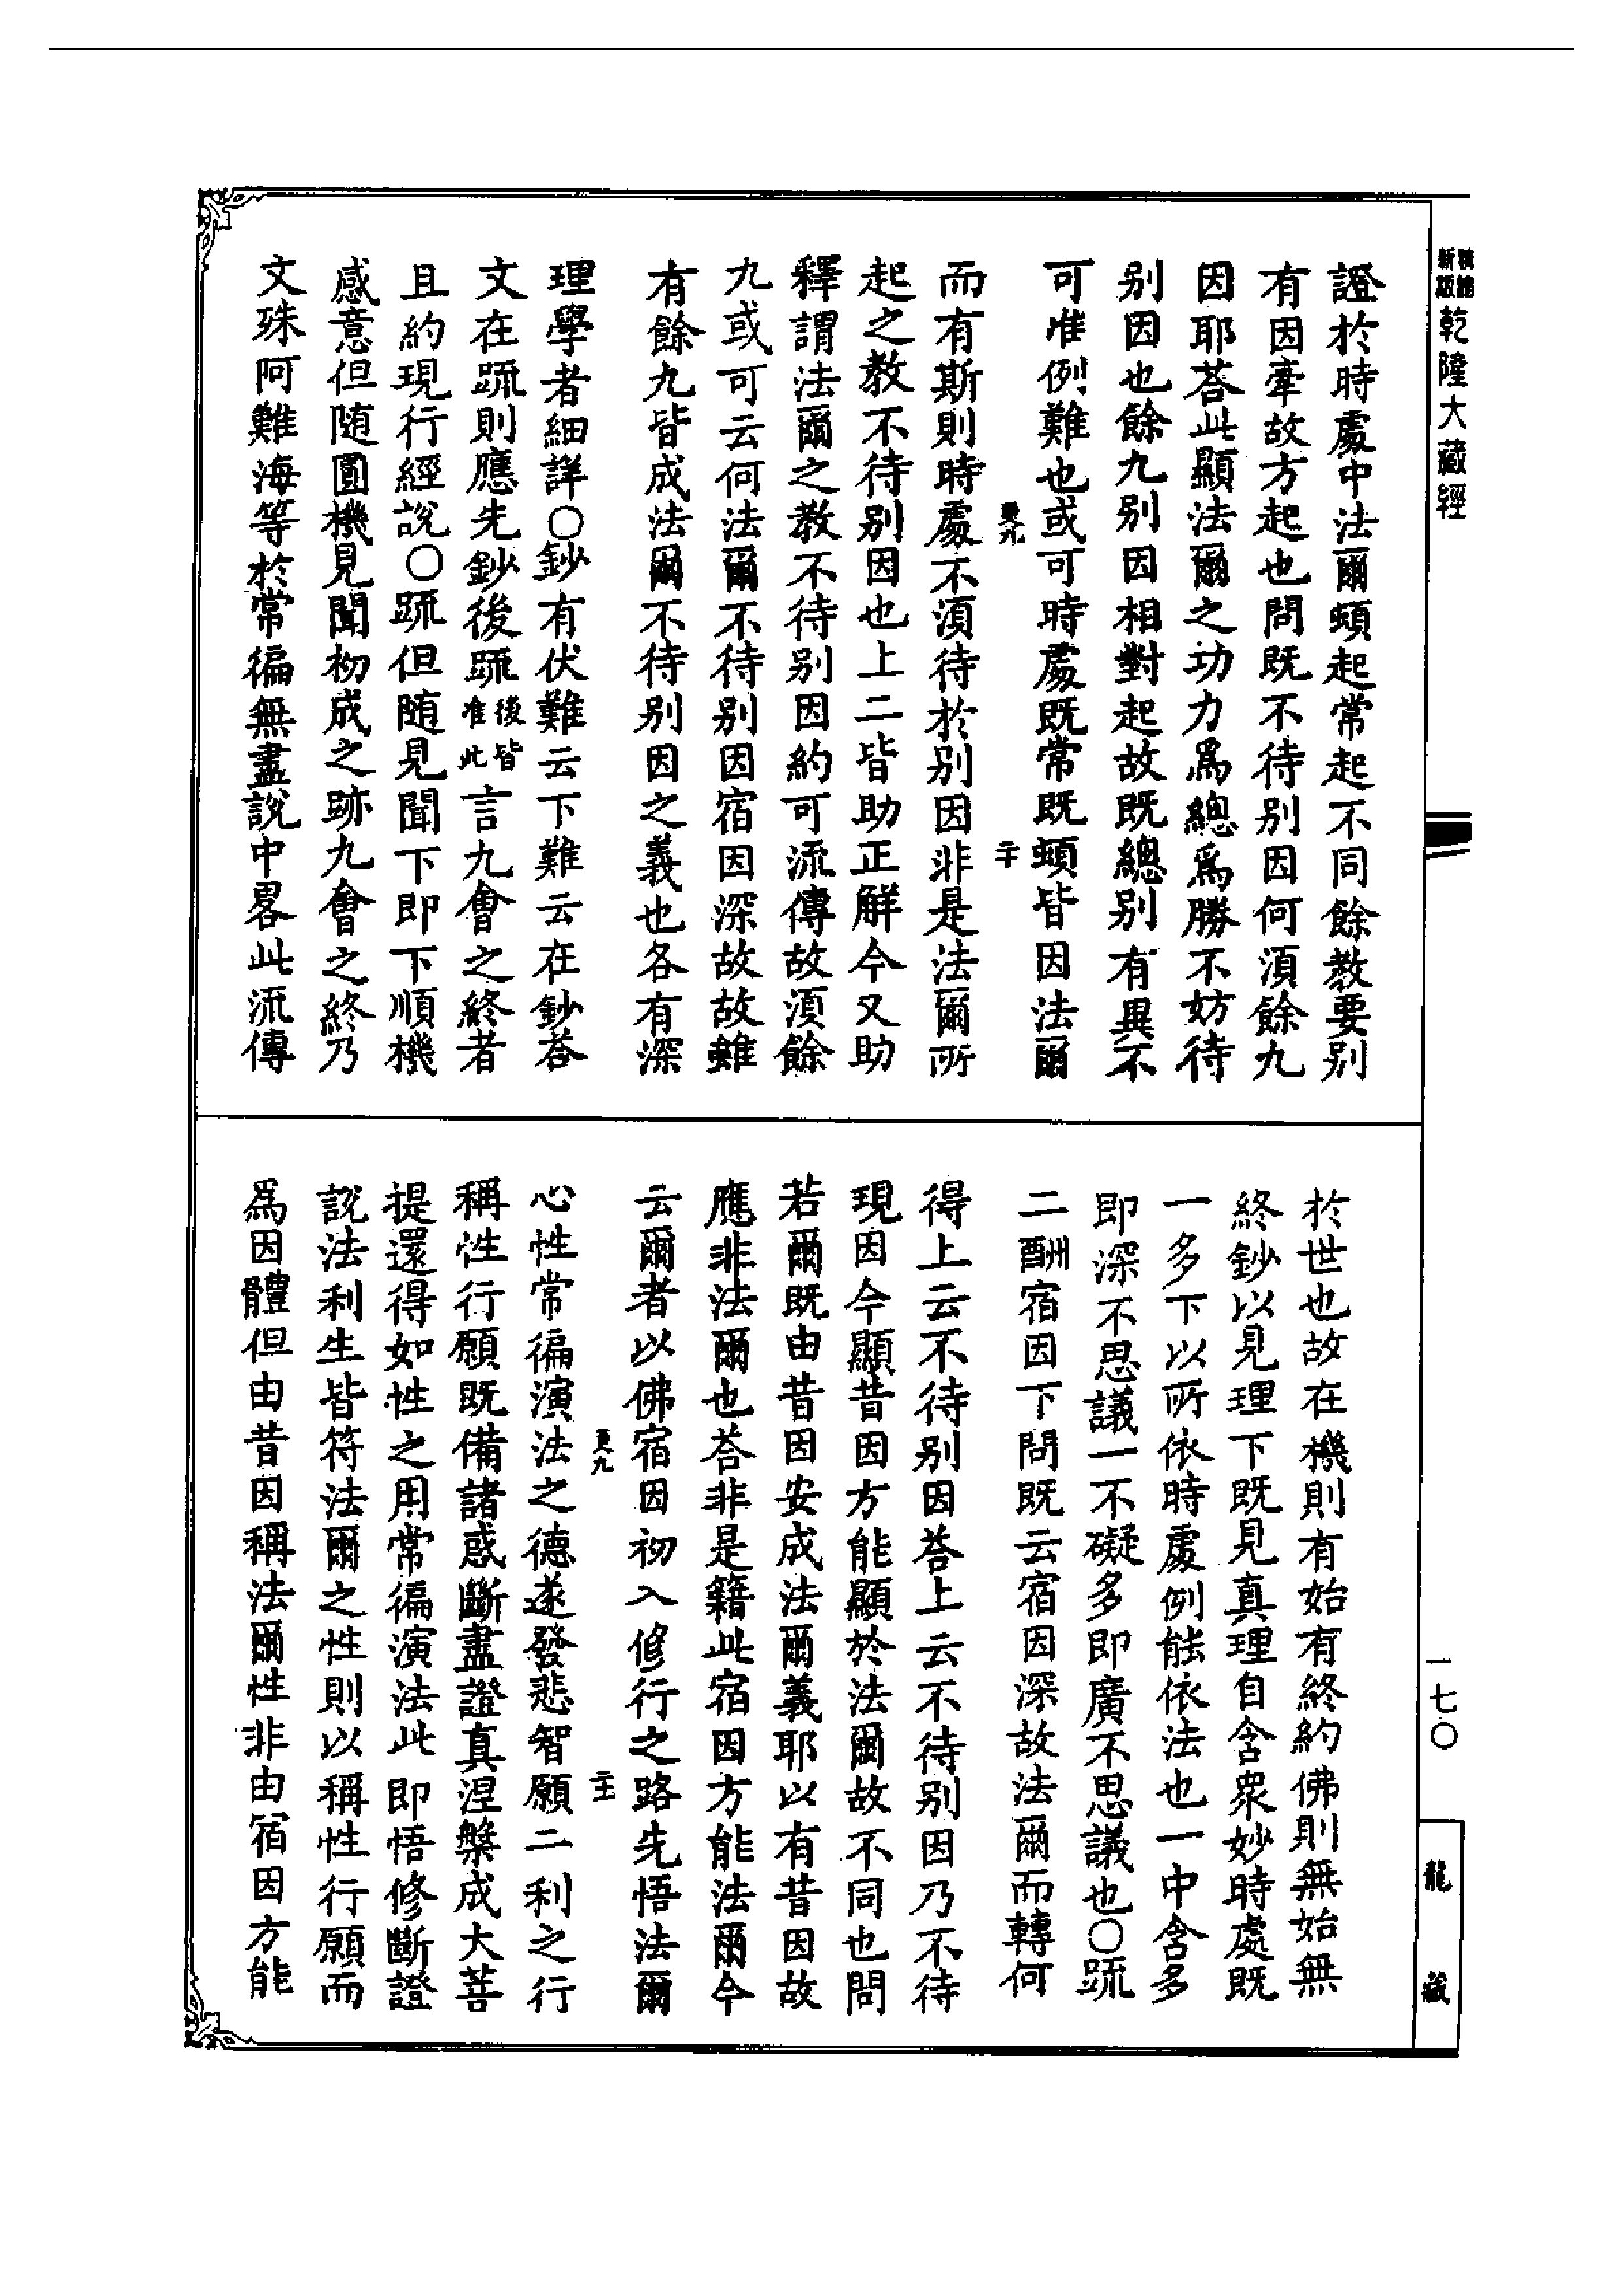 新版乾隆大藏經
證於時處中法爾頓起常起不同餘教要別
有因牽故方起也問既不待別因何須餘九
因耶荅此顯法爾之功力為總為勝不妨待
別因也餘九別因相對起故既總別有異不
可准例難也或可時處既常既頓皆因法爾
而有斯則時處不須待於別因非是法爾所
起之教不待別因也上二皆助正解今又助
釋謂法爾之教不待別因約可流傳故須餘
九或可云何法爾不待別因宿因深故故雖
有餘九皆成法爾不待別因之義也各有深
理學者細詳○鈔有伏難云下難云在鈔荅
文在䟽則應先鈔後䟽後皆准此言九會之終者
且約現行經說○䟽但随見聞下即下順機
感意但随圓機見聞初成之跡九會之終乃
文殊阿難海等於常徧無盡說中畧此流傳
於世也故在機則有始有終約佛則無始無
終鈔以見理下既見真理自含衆妙時處既
一多下以所依時處例能依法也一中含多
即深不思議一不礙多即廣不思議也○䟽
二酬宿因下問既云宿因深故法爾而轉何
得上云不待別因荅上云不待別因乃不待
現因今顯昔因方能顯於法爾故不同也問
若爾既由昔因安成法爾義耶以有昔因故
應非法爾也荅非是籍此宿因方能法爾今
云爾者以佛宿因初入修行之路先悟法爾
心性常徧演法之德遂發悲智願二利之行
稱性行願既備諸惑斷盡證真涅槃成大菩
提還得如性之用常徧演法此即悟修斷證
說法利生皆符法爾之性則以稱性行願而
為因體但由昔因稱法爾性非由宿因方能
一七〇
龍藏